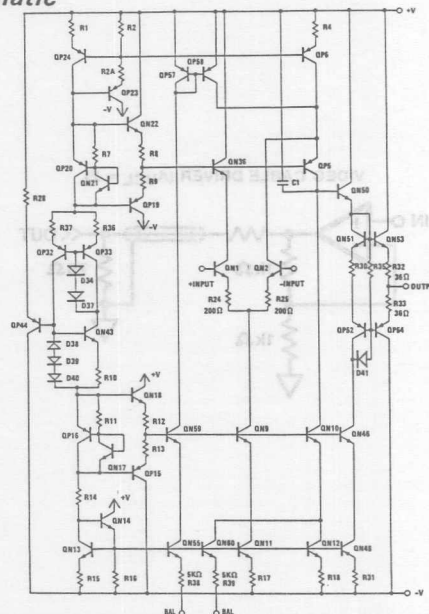 matic
+V
R1
R2
R4
QP24
QP58
QP6
QP57
R2A
QP23
-V
QN22
R7
R8
QP20
QN36
QP5
QN21
R9
C1
R28
QP19
QN50
-V
R37
R36
QN51
QN53
QP32
QP33
QN1
QN2
R30
R35
R32
36Ω
D34
+INPUT
-INPUT
OUTPU
R24
R25
R33
D37
200Ω
200Ω
36Ω
QP44
QN43
QP52
QP54
D38
D39
R10
D41
D40
+V
QN18
R11
R12
QP15
QN59
QN9
QN10
QN46
R13
QN17
QP16
R14
+V
QN14
QN13
QN55
QN60
QN11
QN12
QN48
5KΩ
5KΩ
R15
R16
R38
R39
R17
R18
R31
-V
BAL
BAL